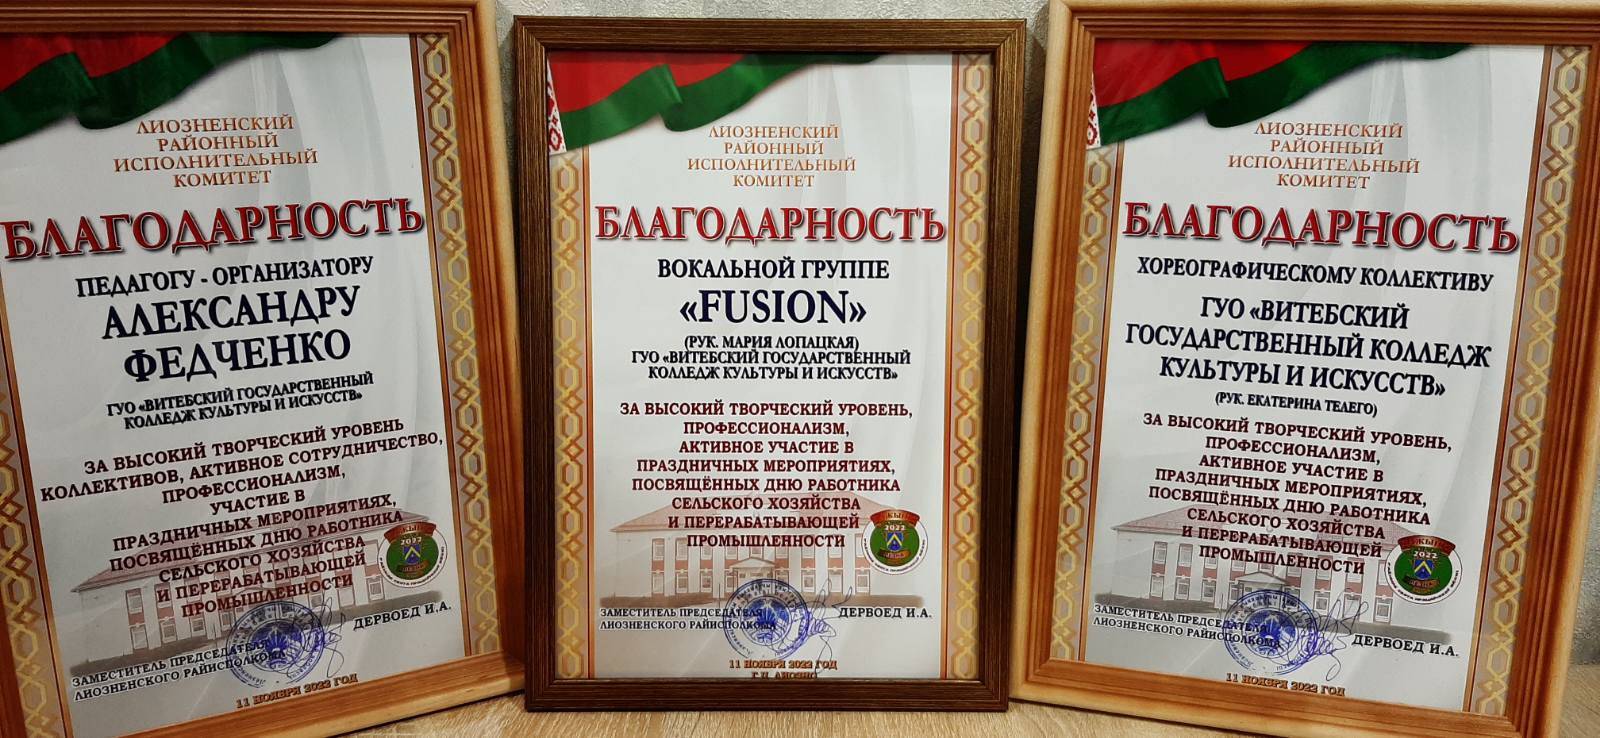 ЛИОЗНЕНСКИЙ
РАЙОННЫЙ
ИСПОЛНИТЕЛЬНЫЙ
КОМИТЕТ
БЛАГОДАРНОСТЬ
ПЕДАГОГУ - ОРГАНИЗАТОРУ
АЛЕКСАНДРУ
ФЕДЧЕНКО
ГУО «ВИТЕБСКИЙ ГОСУДАРСТВЕННЫЙ
КОЛЛЕДЖ КУЛЬТУРЫ И ИСКУССТВ»
ЗА ВЫСОКИЙ ТВОРЧЕСКИЙ УРОВЕНЬ
КОЛЛЕКТИВОВ, АКТИВНОЕ СОТРУДНИЧЕСТВО,
ПРОФЕССИОНАЛИЗМ,
УЧАСТИЕ В
ПРАЗДНИЧНЫХ МЕРОПРИЯТИЯХ,
ПОСВЯЩЁННЫХ ДНЮ РАБОТНИКА
СЕЛЬСКОГО ХОЗЯЙСТВА
И ПЕРЕРАБАТЫВАЮЩЕЙ
ПРОМЫШЛЕННОСТИ
2022
ЗАМЕСТИТЕЛЬ ПРЕДСЕДАТЕЛЯ
ЛИОЗНЕНСКОГО РАЙИСПОЛКОМА
ДЕРВОЕД И.А.
11 НОЯБРЯ 2022 ГОД
ЛИОЗНЕНСКИЙ
РАЙОННЫЙ
ИСПОЛНИТЕЛЬНЫЙ
КОМИТЕТ
БЛАГОДАРНОСТЬ
ВОКАЛЬНОЙ ГРУППЕ
«FUSION»
(РУК. МАРИЯ ЛОПАЦКАЯ)
ГУО «ВИТЕБСКИЙ ГОСУДАРСТВЕННЫЙ
КОЛЛЕДЖ КУЛЬТУРЫ И ИСКУССТВ»
ЗА ВЫСОКИЙ ТВОРЧЕСКИЙ УРОВЕНЬ,
ПРОФЕССИОНАЛИЗМ,
АКТИВНОЕ УЧАСТИЕ В
ПРАЗДНИЧНЫХ МЕРОПРИЯТИЯХ,
ПОСВЯЩЁННЫХ ДНЮ РАБОТНИКА
СЕЛЬСКОГО ХОЗЯЙСТВА
И ПЕРЕРАБАТЫВАЮЩЕЙ
ПРОМЫШЛЕННОСТИ
2022
ЗАМЕСТИТЕЛЬ ПРЕДСЕДАТЕЛЯ
ЛИОЗНЕНСКОГО РАЙИСПОЛКОМА
ДЕРВОЕД И.А.
11 НОЯБРЯ 2022 ГОД
Г.П. ЛИОЗНО
ЛИОЗНЕНСКИЙ
РАЙОННЫЙ
ИСПОЛНИТЕЛЬНЫЙ
КОМИТЕТ
БЛАГОДАРНОСТЬ
ХОРЕОГРАФИЧЕСКОМУ КОЛЛЕКТИВУ
ГУО «ВИТЕБСКИЙ
ГОСУДАРСТВЕННЫЙ КОЛЛЕДЖ
КУЛЬТУРЫ И ИСКУССТВ»
(РУК. ЕКАТЕРИНА ТЕЛЕГО)
ЗА ВЫСОКИЙ ТВОРЧЕСКИЙ УРОВЕНЬ,
ПРОФЕССИОНАЛИЗМ,
АКТИВНОЕ УЧАСТИЕ В
ПРАЗДНИЧНЫХ МЕРОПРИЯТИЯХ,
ПОСВЯЩЁННЫХ ДНЮ РАБОТНИКА
СЕЛЬСКОГО ХОЗЯЙСТВА
И ПЕРЕРАБАТЫВАЮЩЕЙ
ПРОМЫШЛЕННОСТИ
2022
ЗАМЕСТИТЕЛЬ ПРЕДСЕДАТЕЛЯ
ЛИОЗНЕНСКОГО РАЙИСПОЛКОМА
ДЕРВОЕД И.А.
11 НОЯБРЯ 2022 ГОД